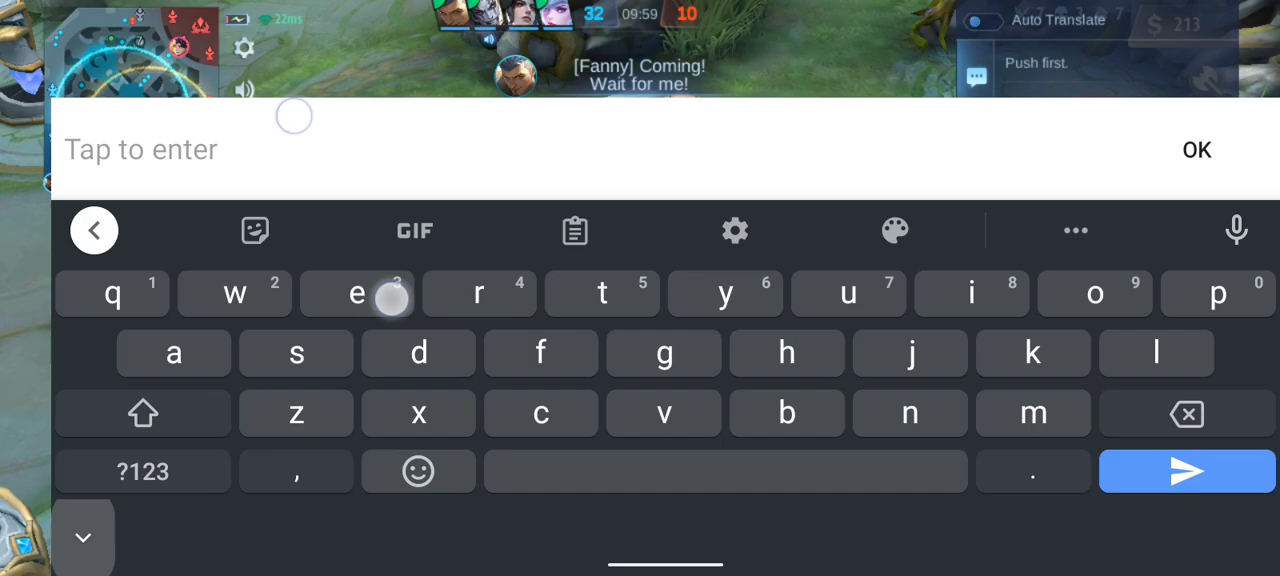 22ms
32 09:59 10
Auto Translate
$ 213
[Fanny] Coming!
Wait for me!
Push first.
Tap to enter
OK
GIF
q 1 w 2 e 3 r 4 t 5 y 6 u 7 i 8 o 9 p 0
a s d f g h j k l
z x c v b n m
?123 , .